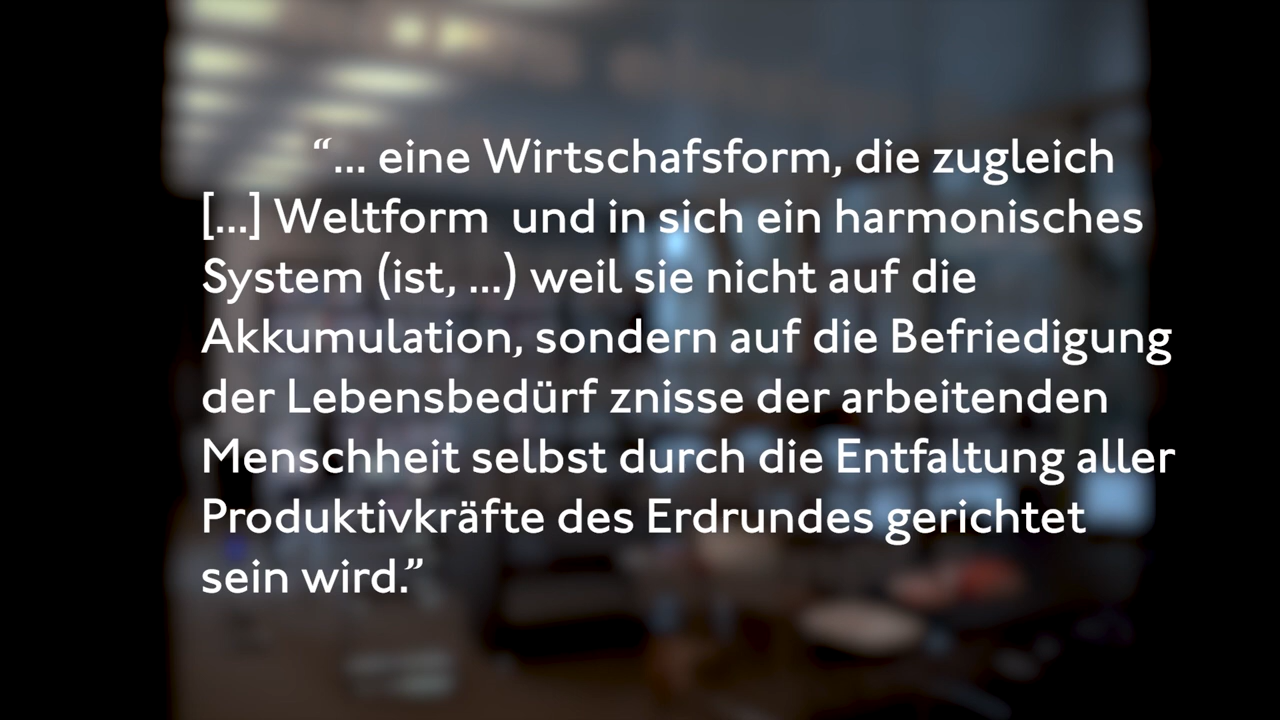 “... eine Wirtschafsform, die zugleich
[...] Weltform und in sich ein harmonisches
System (ist, ...) weil sie nicht auf die
Akkumulation, sondern auf die Befriedigung
der Lebensbedürf znisse der arbeitenden
Menschheit selbst durch die Entfaltung aller
Produktivkräfte des Erdrundes gerichtet
sein wird.”